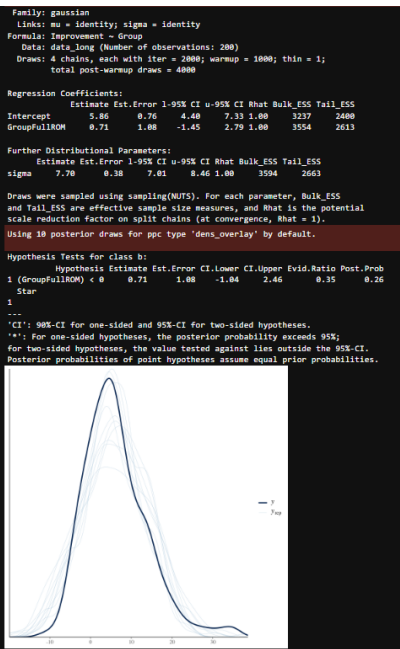 Family: gaussian
Links: mu = identity; sigma = identity
Formula: Improvement ~ Group
Data: data_long (Number of observations: 200)
Draws: 4 chains, each with iter = 2000; warmup = 1000; thin = 1;
total post-warmup draws = 4000
Regression Coefficients:
Estimate Est.Error l-95% CI u-95% CI Rhat Bulk_ESS Tail_ESS
Intercept 5.86 0.76 4.40 7.33 1.00 3237 2400
GroupFullROM 0.71 1.08 -1.45 2.79 1.00 3554 2613
Further Distributional Parameters:
Estimate Est.Error l-95% CI u-95% CI Rhat Bulk_ESS Tail_ESS
sigma 7.70 0.38 7.01 8.46 1.00 3594 2663
Draws were sampled using sampling(NUTS). For each parameter, Bulk_ESS
and Tail_ESS are effective sample size measures, and Rhat is the potential
scale reduction factor on split chains (at convergence, Rhat = 1).
Using 10 posterior draws for ppc type 'dens_overlay' by default.
Hypothesis Tests for class b:
Hypothesis Estimate Est.Error CI.Lower CI.Upper Evid.Ratio Post.Prob
1 (GroupFullROM) < 0 0.71 1.08 -1.04 2.46 0.35 0.26
Star
1
---
'CI': 90%-CI for one-sided and 95%-CI for two-sided hypotheses.
'*': For one-sided hypotheses, the posterior probability exceeds 95%;
for two-sided hypotheses, the value tested against lies outside the 95%-CI.
Posterior probabilities of point hypotheses assume equal prior probabilities.
y
y rep
-10 0 10 20 30